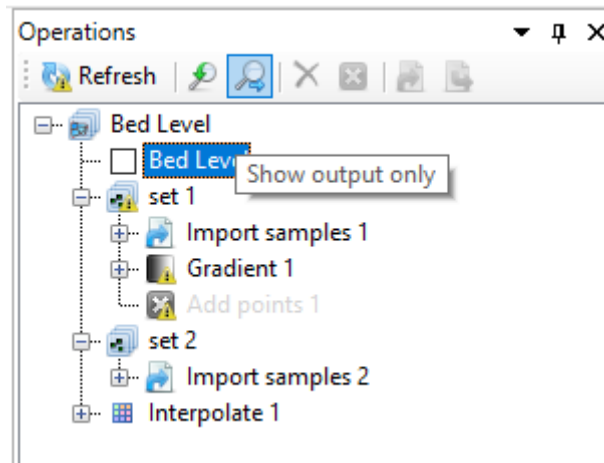 Operations
Refresh
Bed Level
Bed Leve
Show output only
set 1
Import samples 1
Gradient 1
Add points 1
set 2
Import samples 2
Interpolate 1